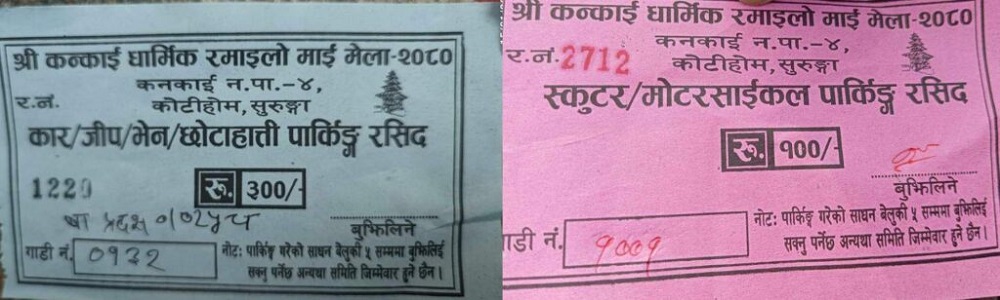 श्री कन्काई धार्मिक रमाइलो माई मेला-२०८०
कनकाई न.पा.-४,
र.नं.
कोटीहोम, सुरुङ्गा
कार/जीप/भेन/छोटाहात्ती पार्किङ्ग रसिद
1229
रू. ३००/-
बुझिलिने
गाडी नं. ०९३२
नोट: पार्किङ गरेको साधन बेलुकी ५ सम्ममा बुझिलिई
सक्नु पर्नेछ अन्यथा समिति जिम्मेवार हुने छैन।
श्री कन्काई धार्मिक रमाइलो माई मेला-२०८०
कनकाई न.पा.-४,
र.नं. 2712
कोटीहोम, सुरुङ्गा
स्कुटर/मोटरसाईकल पार्किङ्ग रसिद
रू. १००/-
बुझिलिने
गाडी नं. ९००१
नोट: पार्किङ गरेको साधन बेलुकी ५ सम्ममा बुझिलिई
सक्नु पर्नेछ अन्यथा समिति जिम्मेवार हुने छैन।